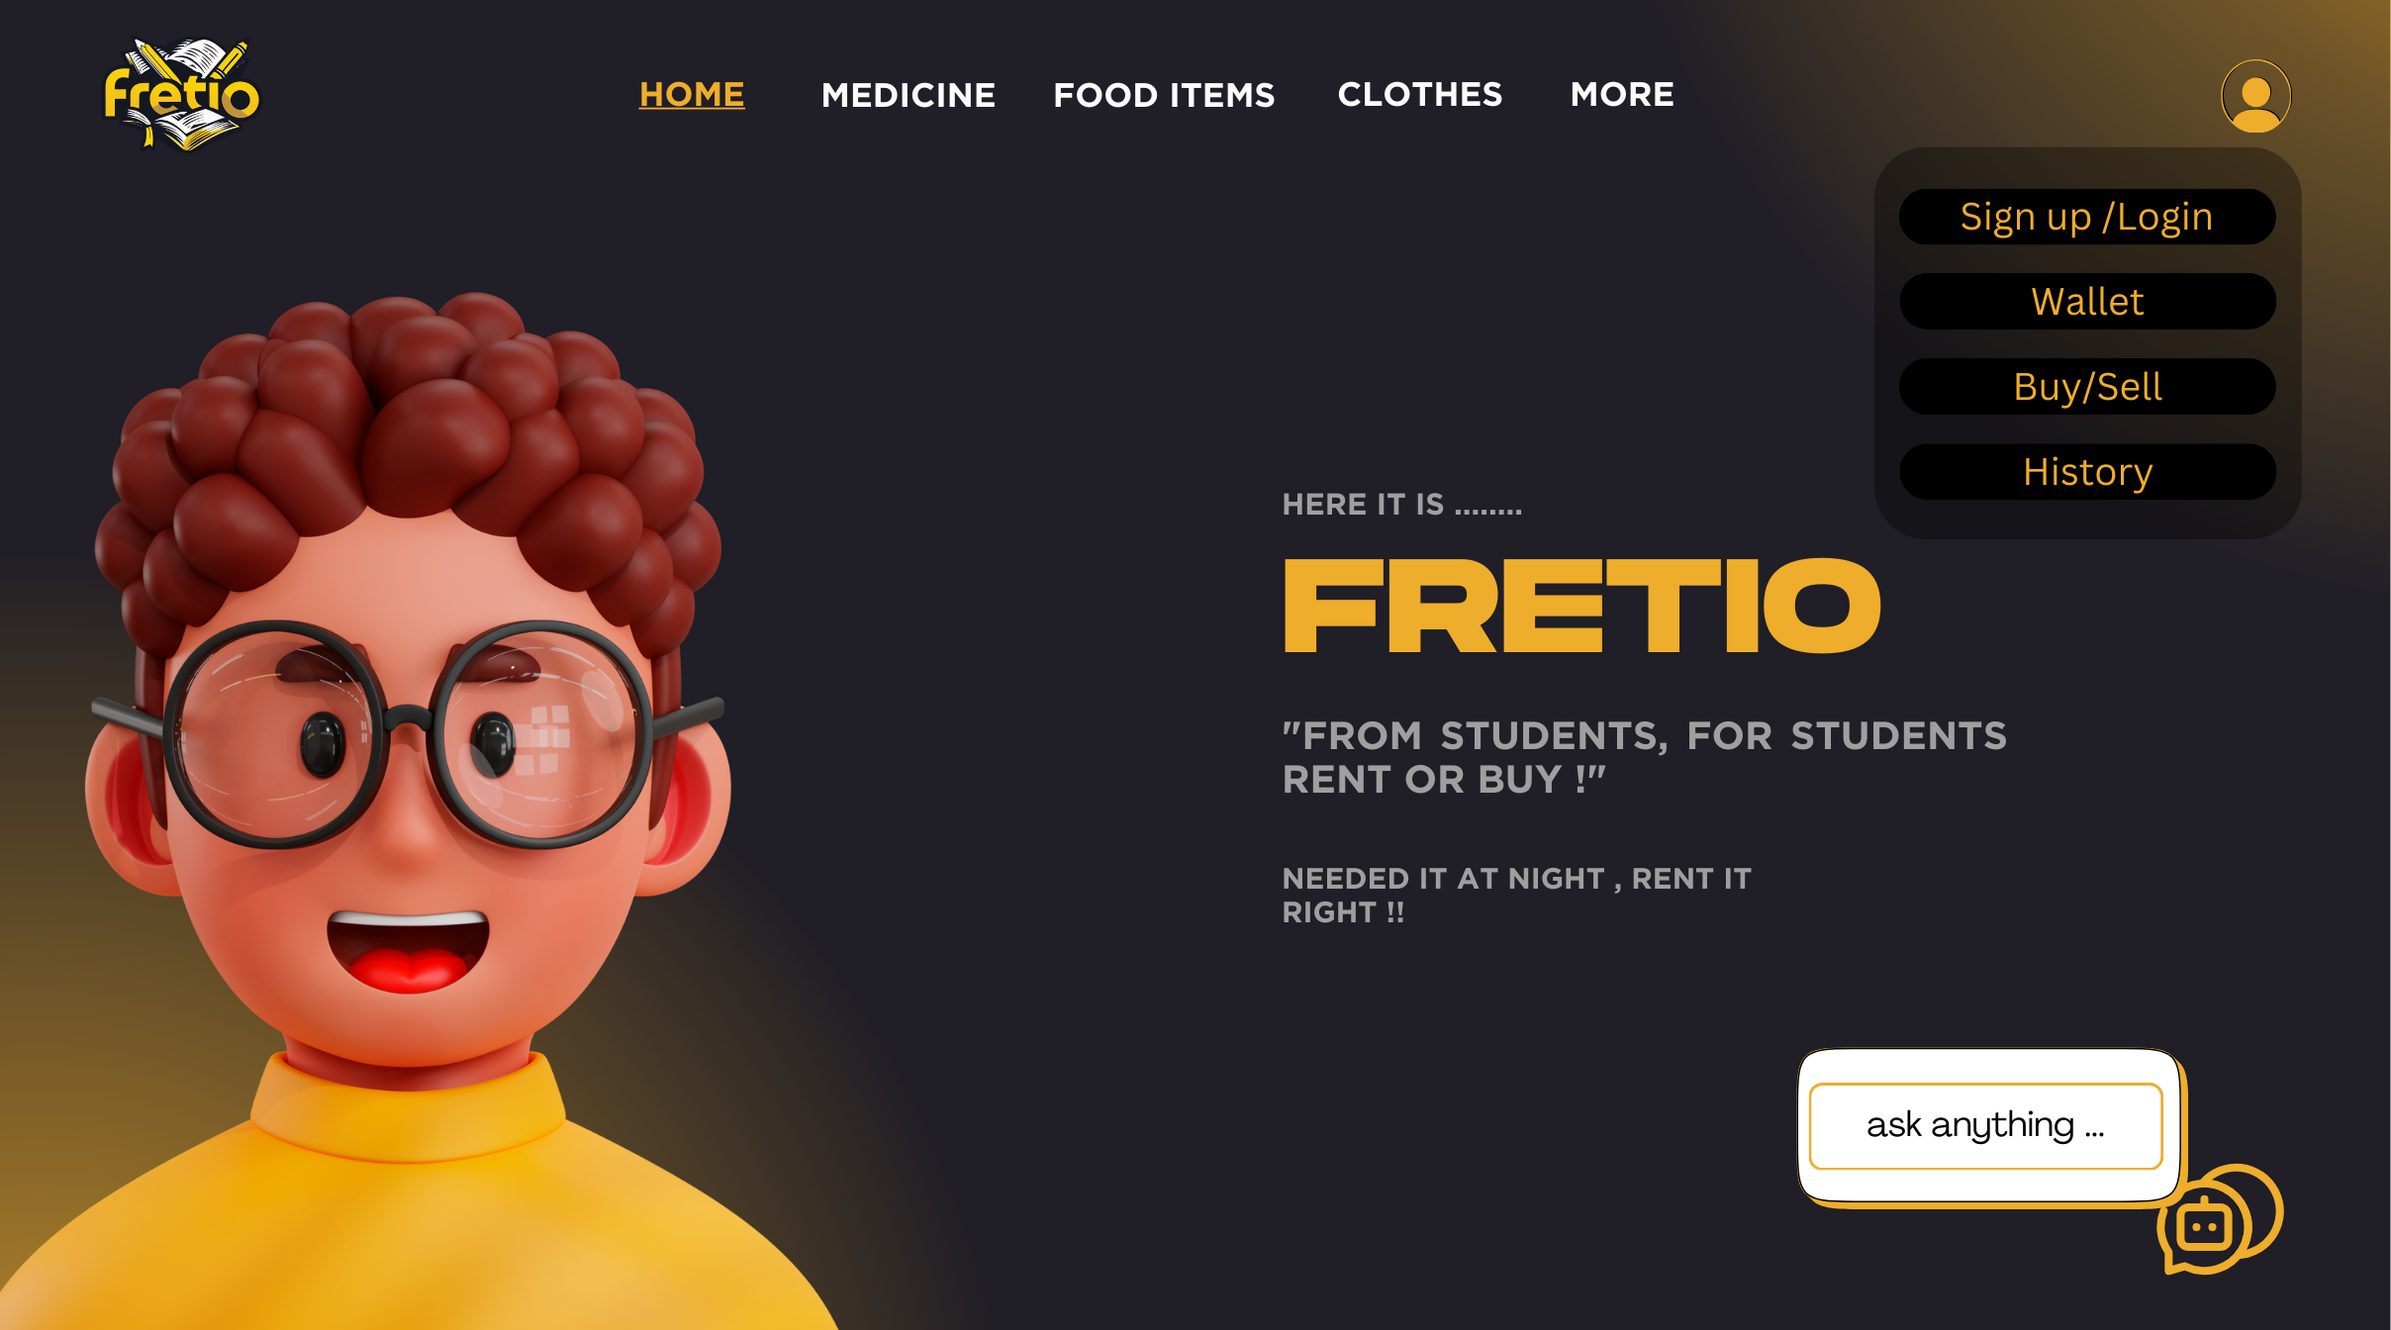 fretio
HOME MEDICINE FOOD ITEMS CLOTHES MORE
Sign up /Login
Wallet
Buy/Sell
History
HERE IT IS ........
FRETIO
"FROM STUDENTS, FOR STUDENTS
RENT OR BUY !"
NEEDED IT AT NIGHT , RENT IT
RIGHT !!
ask anything ...